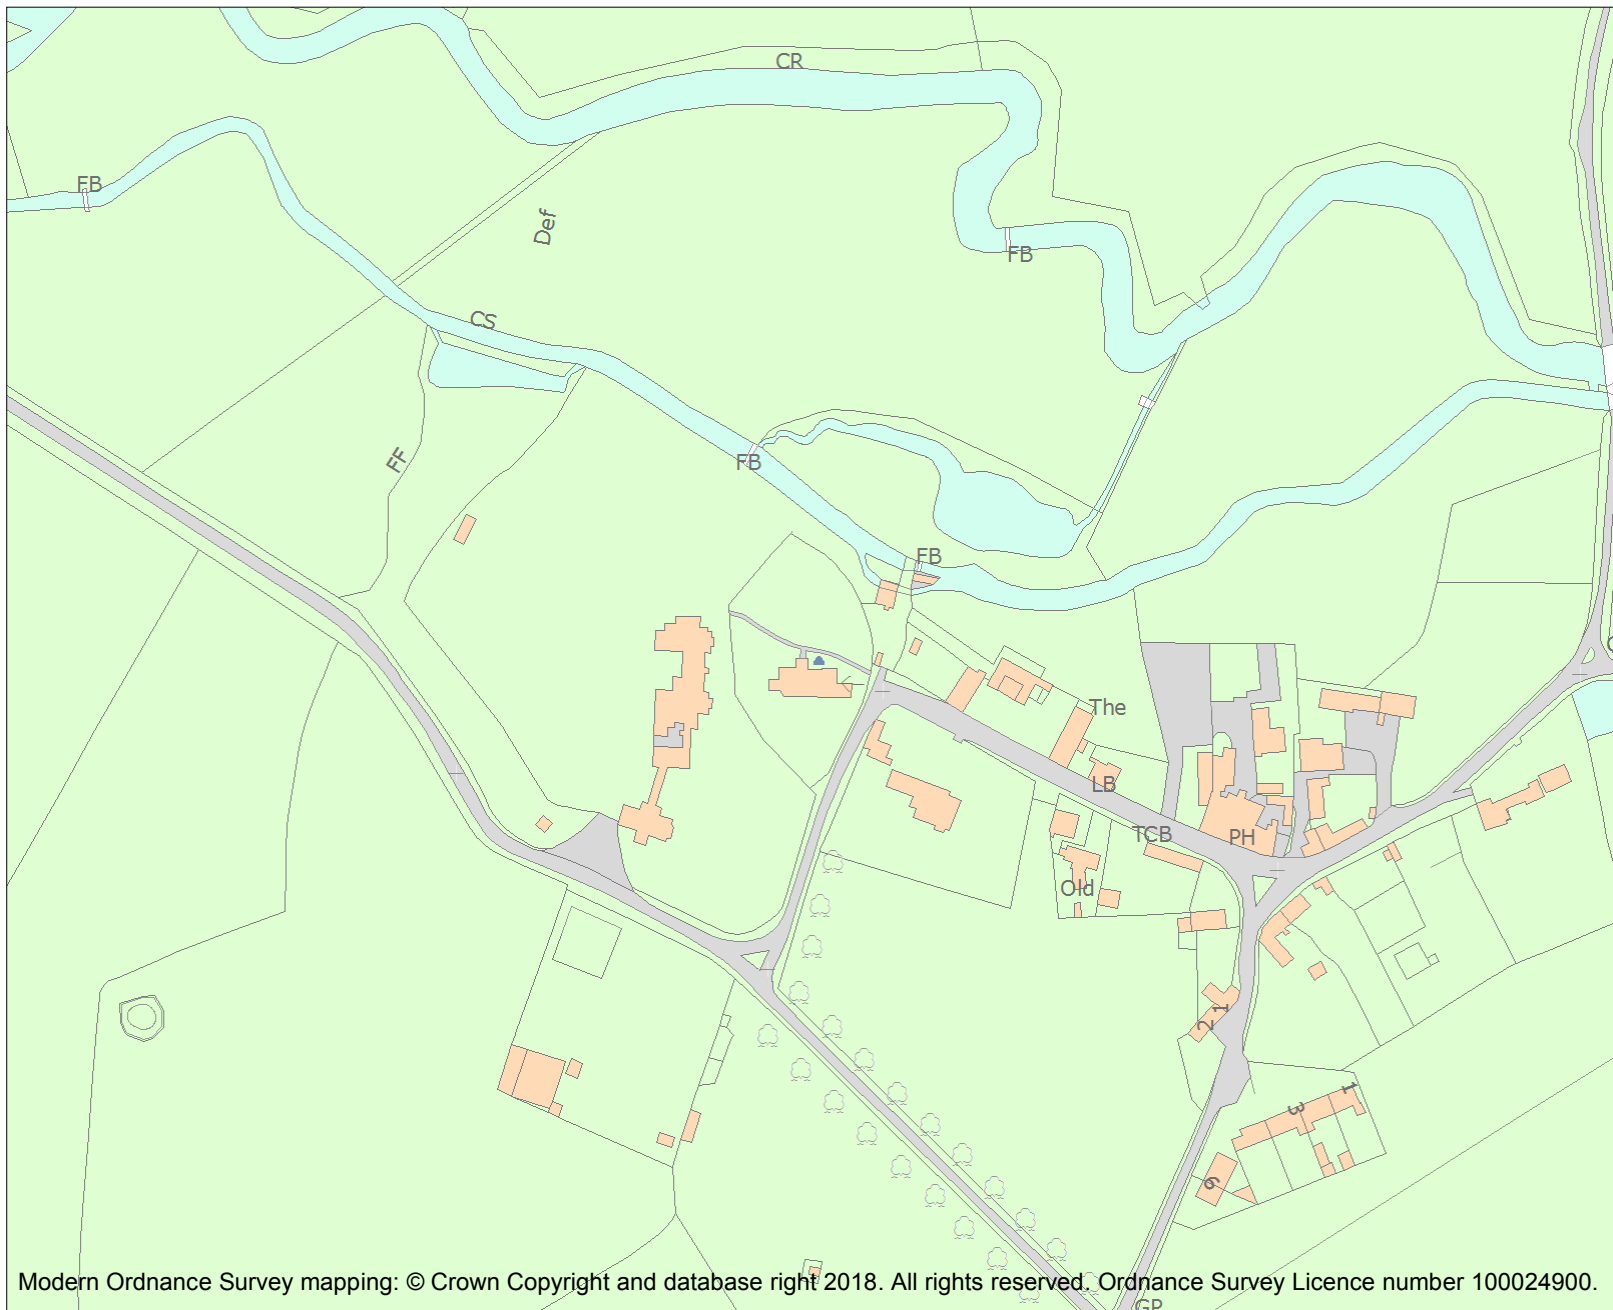 CR
FB
Def
FB
CS
FF
FB
FB
The
LB
TCB
PH
Old
1
2
1
3
6
Modern Ordnance Survey mapping: © Crown Copyright and database right 2018. All rights reserved. Ordnance Survey Licence number 100024900.
GP